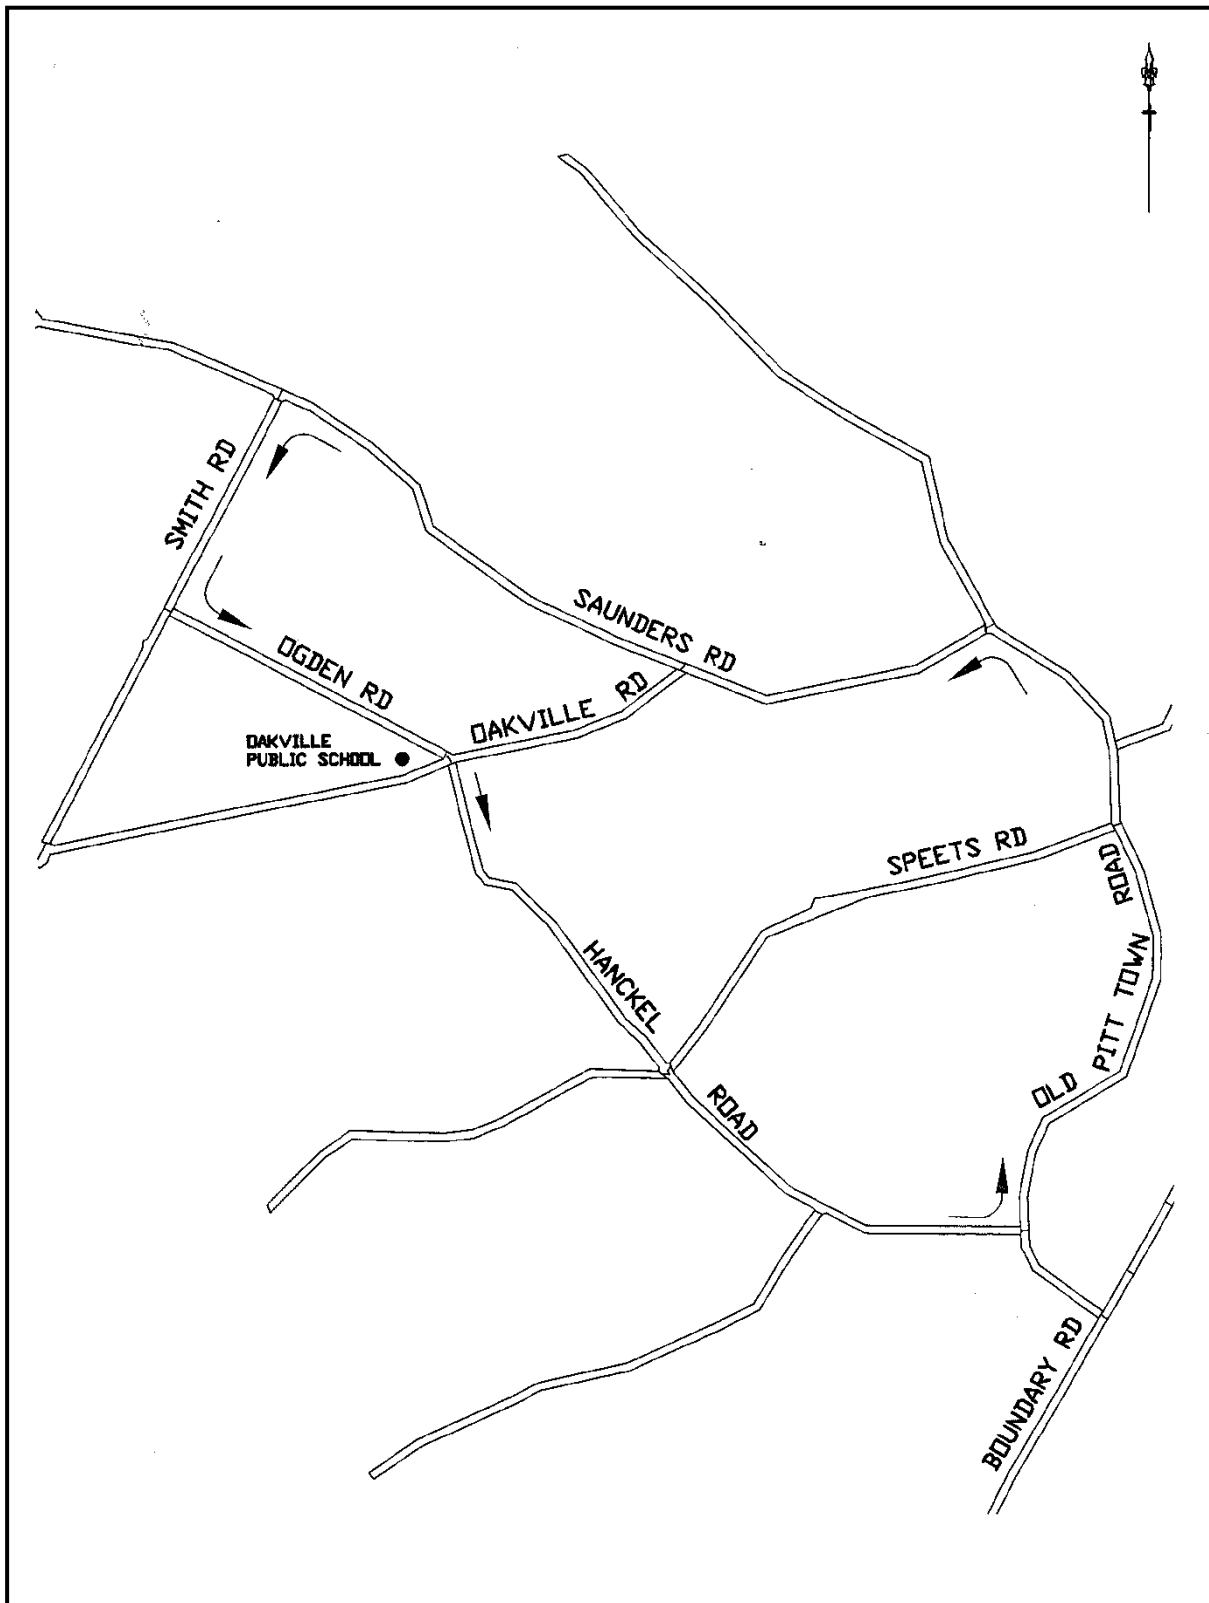 SMITH RD
SAUNDERS RD
OGDEN RD
OAKVILLE RD
OAKVILLE
PUBLIC SCHOOL
SPEETS RD
HANCKEL
ROAD
OLD PITT TOWN ROAD
BOUNDARY RD